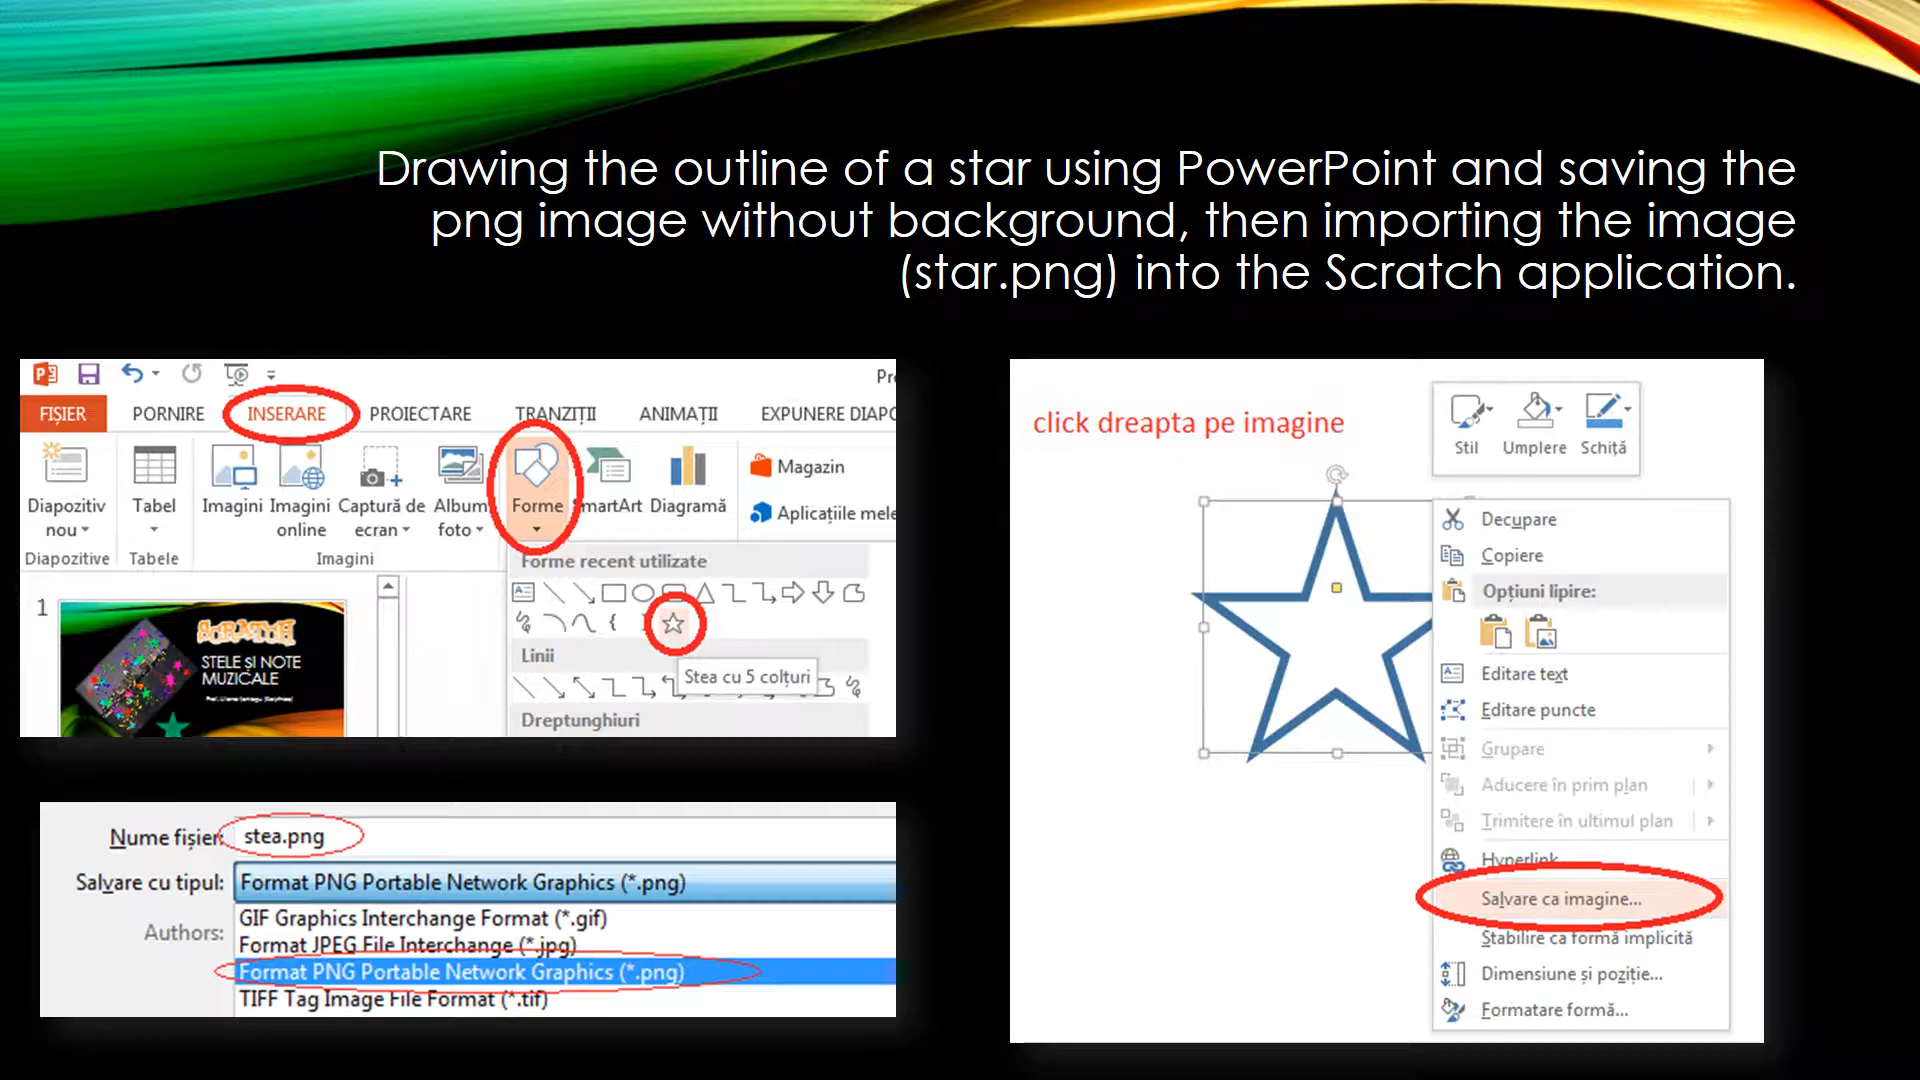 Drawing the outline of a star using PowerPoint and saving the
png image without background, then importing the image
(star.png) into the Scratch application.
FIȘIER PORNIRE INSERARE PROIECTARE TRANZIȚII ANIMAȚII EXPUNERE DIAPO
Diapozitiv nou
Tabel
Imagini
Imagini online
Captură de ecran
Album foto
Forme
SmartArt
Diagramă
Magazin
Aplicațiile mele
Diapozitive Tabele Imagini
Forme recent utilizate
Linii
Stea cu 5 colțuri
Dreptunghiuri
1
SCRATCH
STELE ȘI NOTE
MUZICALE
Nume fișier: stea.png
Salvare cu tipul: Format PNG Portable Network Graphics (*.png)
Authors:
GIF Graphics Interchange Format (*.gif)
Format JPEG File Interchange (*.jpg)
Format PNG Portable Network Graphics (*.png)
TIFF Tag Image File Format (*.tif)
click dreapta pe imagine
Stil Umplere Schiță
Decupare
Copiere
Opțiuni lipire:
Editare text
Editare puncte
Grupare
Aducere în prim plan
Trimitere în ultimul plan
Hyperlink
Salvare ca imagine...
Stabilire ca formă implicită
Dimensiune și poziție...
Formatare formă...